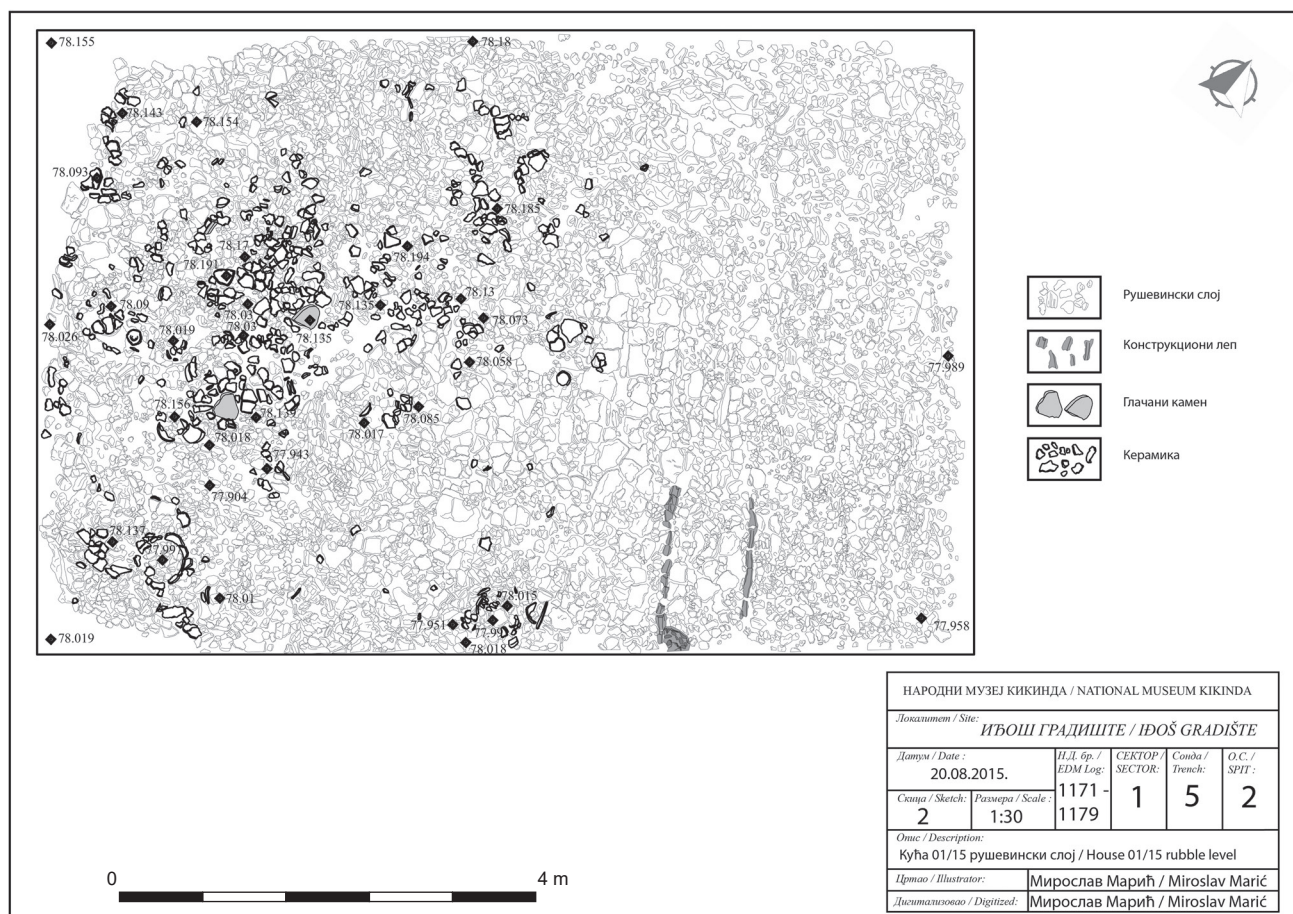 78.155
78.18
78.143
78.154
78.093
78.185
78.17
78.194
78.191
78.13
78.09
78.03
78.135
78.073
78.135
78.026
78.019
78.03
78.058
77.989
78.156
78.139
78.085
78.017
78.018
77.943
77.904
78.137
77.997
78.01
78.015
77.951
77.99
77.958
78.019
78.018
Рушевински слој
Конструкциони леп
Глачани камен
Керамика
0
4 m
НАРОДНИ МУЗЕЈ КИКИНДА / NATIONAL MUSEUM KIKINDA
Локалитет / Site:
ИЂОШ ГРАДИШТЕ / IĐOŠ GRADIŠTE
Датум / Date :
20.08.2015.
Н.Д. бр. /
EDM Log:
1171 -
1179
СЕКТОР /
SECTOR:
1
Сонда /
Trench:
5
О.С. /
SPIT :
2
Скица / Sketch:
2
Размера / Scale :
1:30
Опис / Description:
Кућа 01/15 рушевински слој / House 01/15 rubble level
Цртао / Illustrator:
Мирослав Марић / Miroslav Marić
Дигитализовао / Digitized:
Мирослав Марић / Miroslav Marić